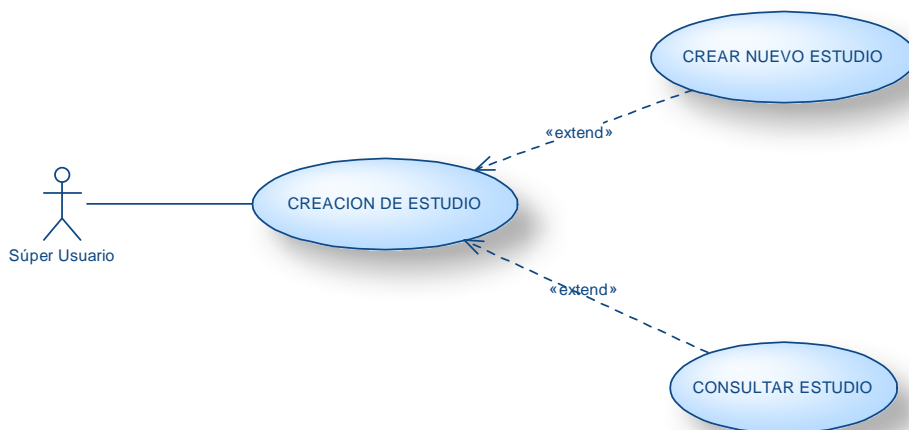 CREAR NUEVO ESTUDIO
«extend»
CREACION DE ESTUDIO
Súper Usuario
«extend»
CONSULTAR ESTUDIO